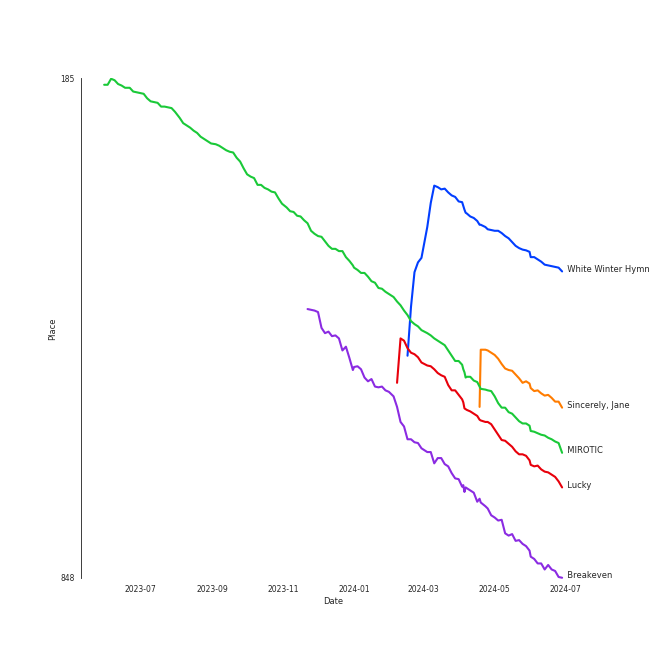 185
White Winter Hymn
Place
Sincerely, Jane
MIROTIC
Lucky
Breakeven
848
2023-07 2023-09 2023-11 2024-01 2024-03 2024-05 2024-07
Date